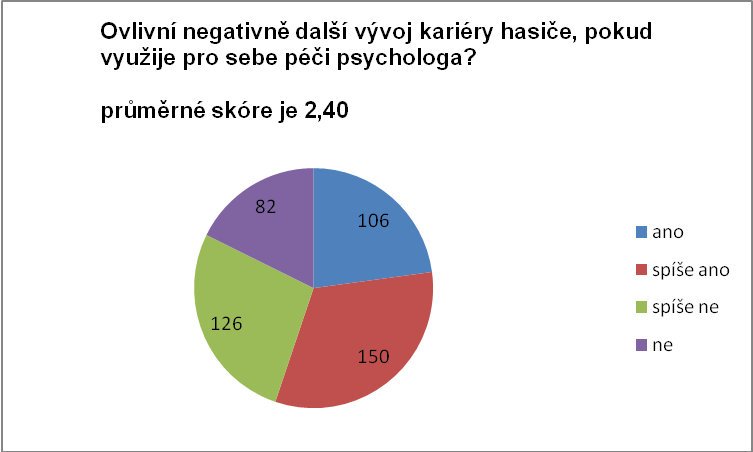 Ovlivní negativně další vývoj kariéry hasiče, pokud
využije pro sebe péči psychologa?
průměrné skóre je 2,40
82
106
126
150
ano
spíše ano
spíše ne
ne